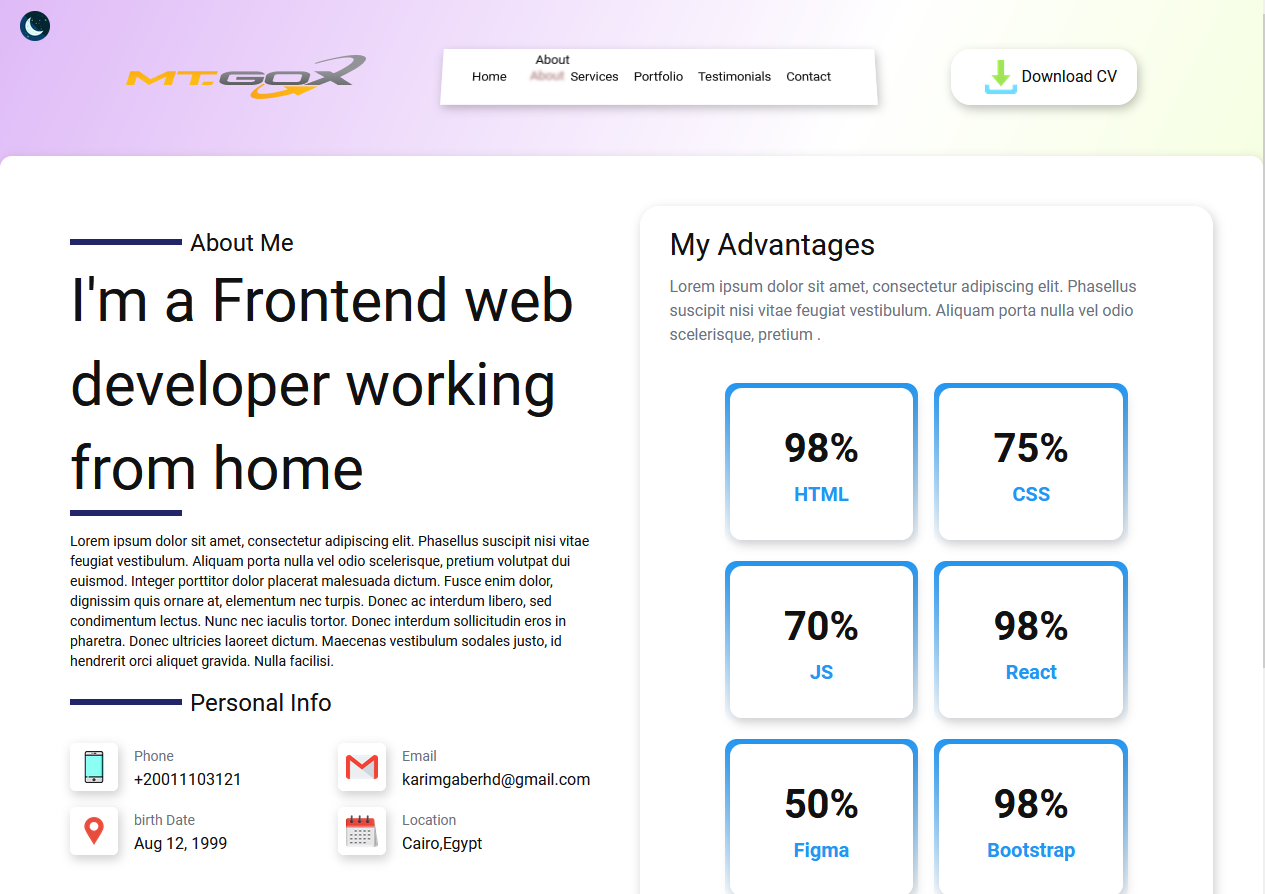 MT.GOX
About
Home About Services Portfolio Testimonials Contact
Download CV
About Me
I'm a Frontend web
developer working
from home
Lorem ipsum dolor sit amet, consectetur adipiscing elit. Phasellus suscipit nisi vitae
feugiat vestibulum. Aliquam porta nulla vel odio scelerisque, pretium volutpat dui
euismod. Integer porttitor dolor placerat malesuada dictum. Fusce enim dolor,
dignissim quis ornare at, elementum nec turpis. Donec ac interdum libero, sed
condimentum lectus. Nunc nec iaculis tortor. Donec interdum sollicitudin eros in
pharetra. Donec ultricies laoreet dictum. Maecenas vestibulum sodales justo, id
hendrerit orci aliquet gravida. Nulla facilisi.
Personal Info
Phone
+20011103121
Email
karimgaberhd@gmail.com
birth Date
Aug 12, 1999
Location
Cairo,Egypt
My Advantages
Lorem ipsum dolor sit amet, consectetur adipiscing elit. Phasellus
suscipit nisi vitae feugiat vestibulum. Aliquam porta nulla vel odio
scelerisque, pretium .
98%
HTML
75%
CSS
70%
JS
98%
React
50%
Figma
98%
Bootstrap